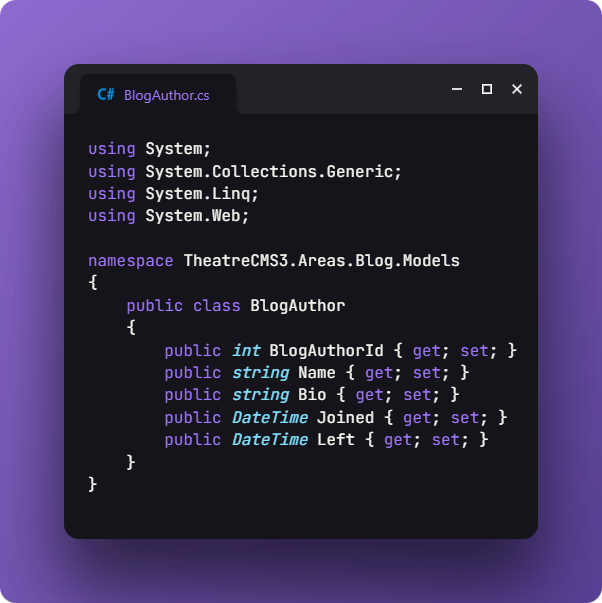 C# BlogAuthor.cs
using System;
using System.Collections.Generic;
using System.Linq;
using System.Web;

namespace TheatreCMS3.Areas.Blog.Models
{
    public class BlogAuthor
    {
        public int BlogAuthorId { get; set; }
        public string Name { get; set; }
        public string Bio { get; set; }
        public DateTime Joined { get; set; }
        public DateTime Left { get; set; }
    }
}